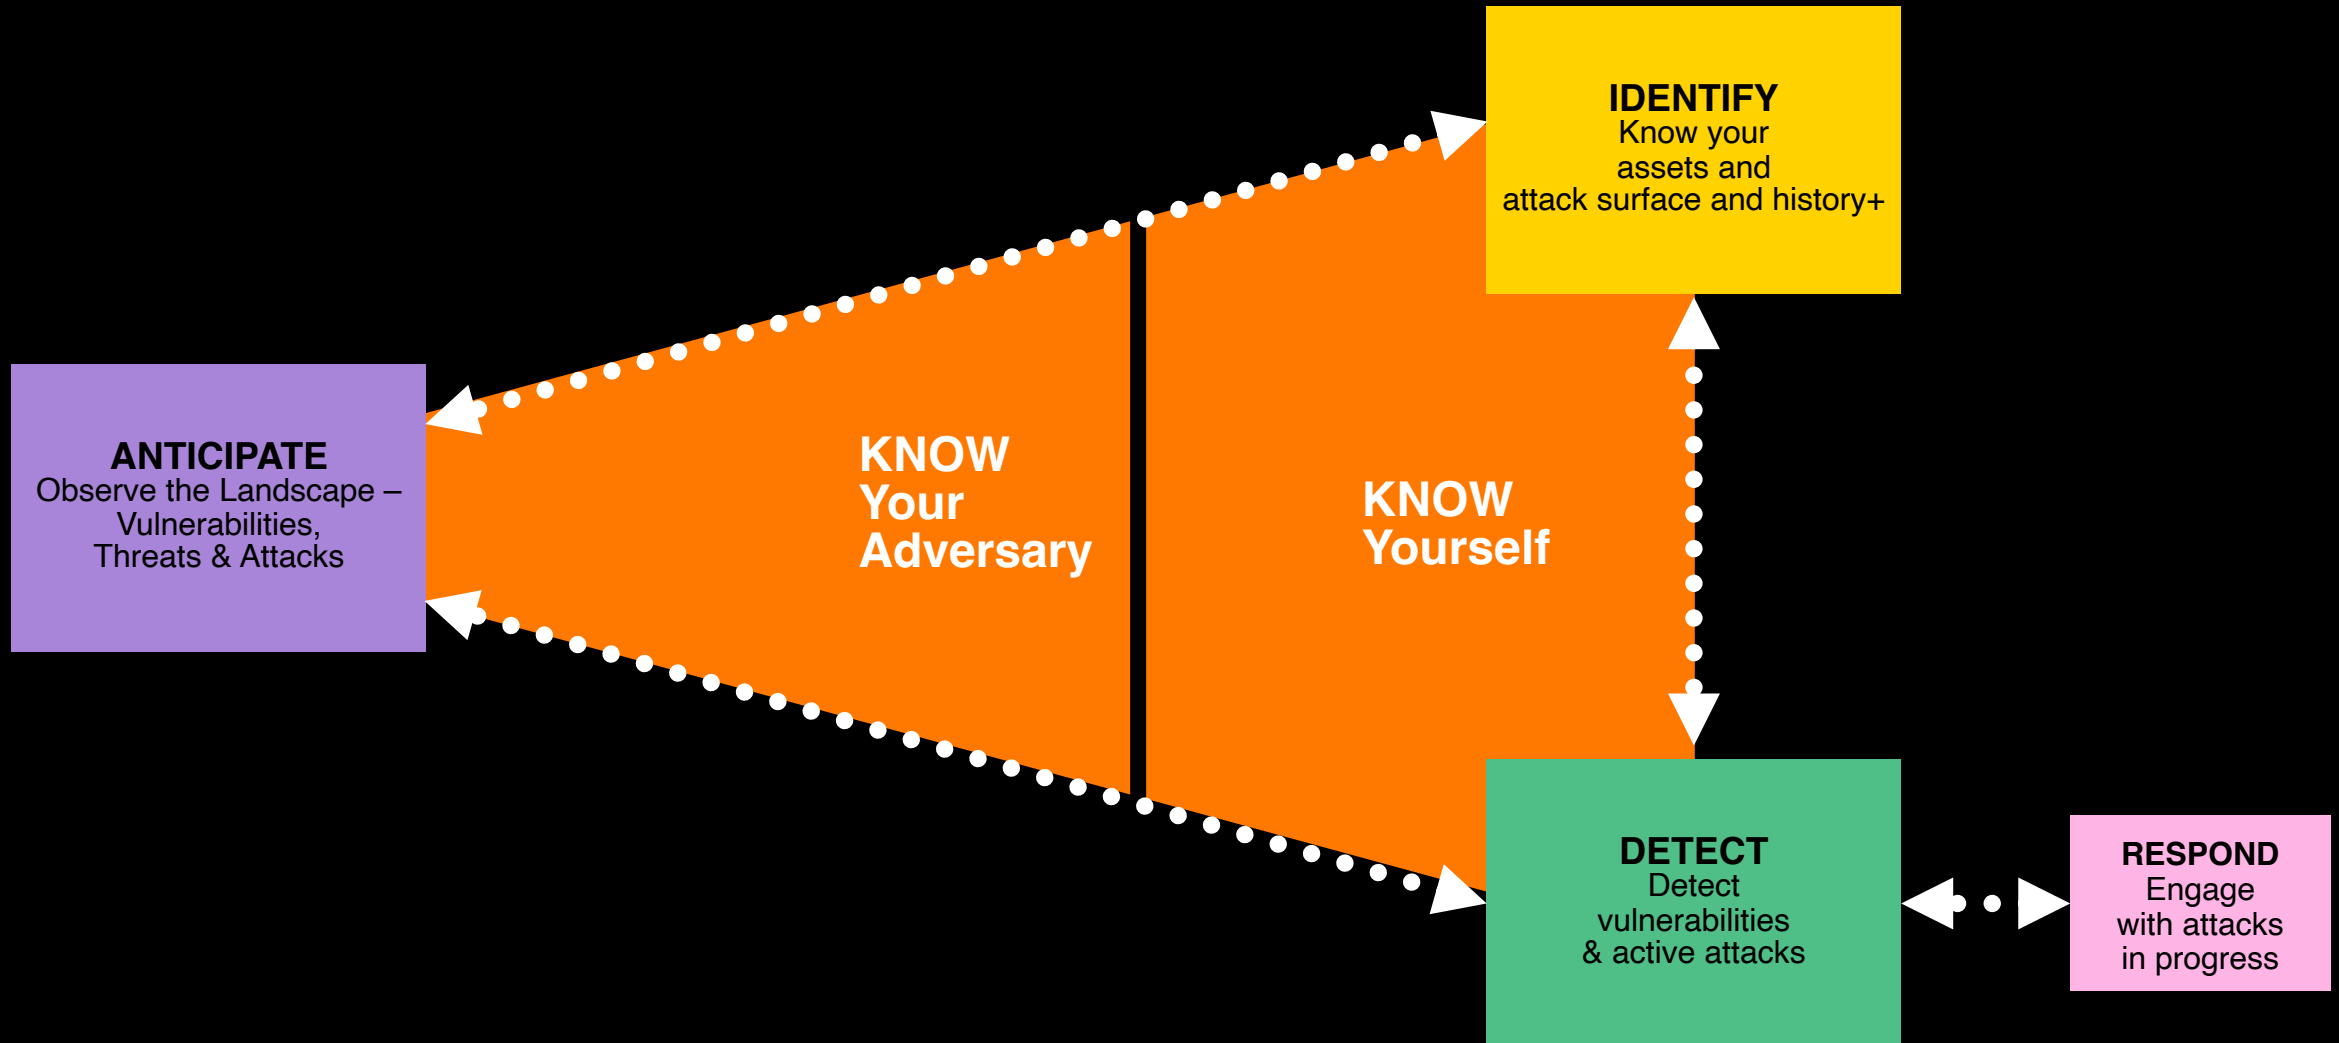 IDENTIFY
Know your
assets and
attack surface and history+
ANTICIPATE
Observe the Landscape –
Vulnerabilities,
Threats & Attacks
KNOW
Your
Adversary
KNOW
Yourself
DETECT
Detect
vulnerabilities
& active attacks
RESPOND
Engage
with attacks
in progress